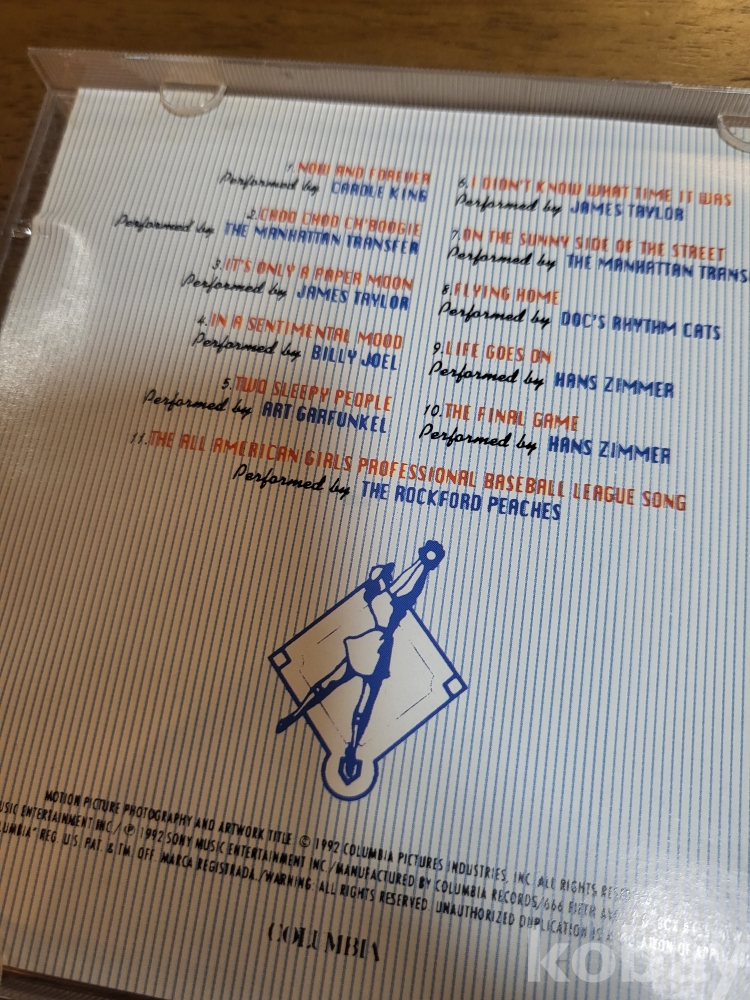 1. NOW AND FOREVER
Performed by CAROLE KING
2. CHOO CHOO CH'BOOGIE
Performed by THE MANHATTAN TRANSFER
3. IT'S ONLY A PAPER MOON
Performed by JAMES TAYLOR
4. IN A SENTIMENTAL MOOD
Performed by BILLY JOEL
5. TWO SLEEPY PEOPLE
Performed by ART GARFUNKEL
6. I DIDN'T KNOW WHAT TIME IT WAS
Performed by JAMES TAYLOR
7. ON THE SUNNY SIDE OF THE STREET
Performed by THE MANHATTAN TRANS
8. FLYING HOME
Performed by DOC'S RHYTHM CATS
9. LIFE GOES ON
Performed by HANS ZIMMER
10. THE FINAL GAME
Performed by HANS ZIMMER
11. THE ALL AMERICAN GIRLS PROFESSIONAL BASEBALL LEAGUE SONG
Performed by THE ROCKFORD PEACHES
MOTION PICTURE PHOTOGRAPHY AND ARTWORK TITLE © 1992 COLUMBIA PICTURES INDUSTRIES, INC. ALL RIGHTS
USIC ENTERTAINMENT INC./ ℗ 1992 SONY MUSIC ENTERTAINMENT INC./MANUFACTURED BY COLUMBIA RECORDS/666 FIFTH
UMBIA" REG. U.S. PAT. & TM. OFF. MARCA REGISTRADA./WARNING: ALL RIGHTS RESERVED. UNAUTHORIZED DUPLICATION IS A
COLUMBIA
kobay